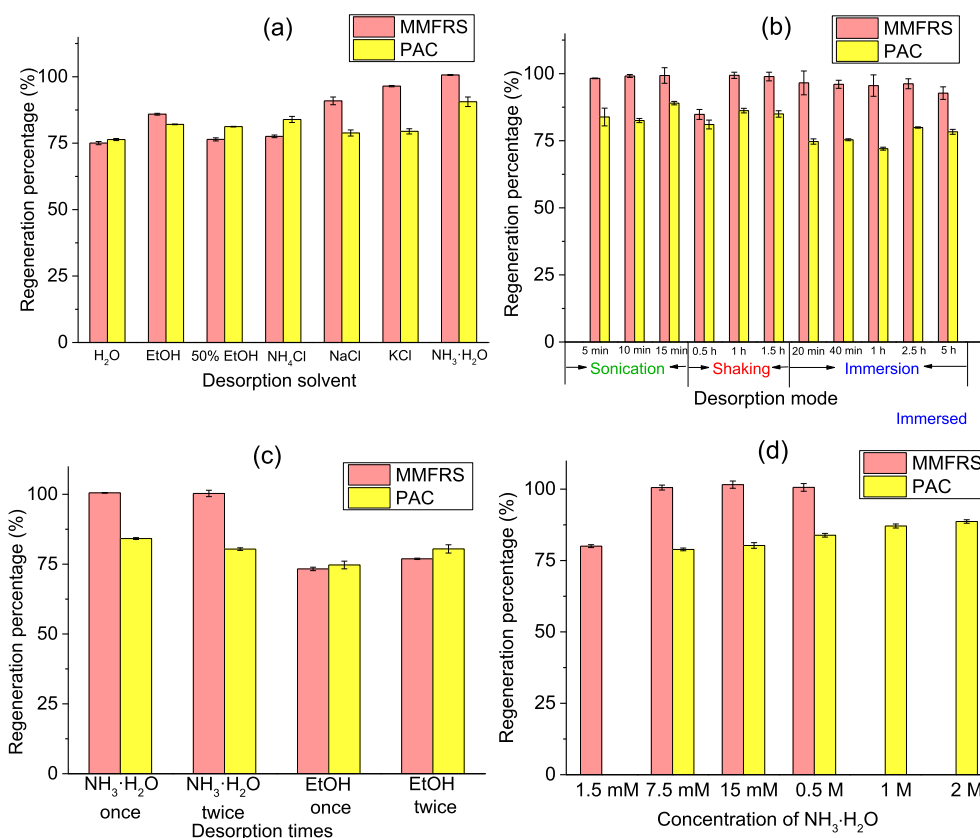 (a)
MMFRS
PAC
Regeneration percentage (%)
100
75
50
25
0
H₂O EtOH 50% EtOH NH₄Cl NaCl KCl NH₃·H₂O
Desorption solvent
(b)
MMFRS
PAC
Regeneration percentage (%)
100
75
50
25
0
5 min 10 min 15 min 0.5 h 1 h 1.5 h 20 min 40 min 1 h 2.5 h 5 h
Sonication Shaking Immersion
Desorption mode
Immersed
(c)
MMFRS
PAC
Regeneration percentage (%)
100
75
50
25
0
NH₃·H₂O NH₃·H₂O EtOH EtOH
once twice once twice
Desorption times
(d)
MMFRS
PAC
Regeneration percentage (%)
100
75
50
25
0
1.5 mM 7.5 mM 15 mM 0.5 M 1 M 2 M
Concentration of NH₃·H₂O